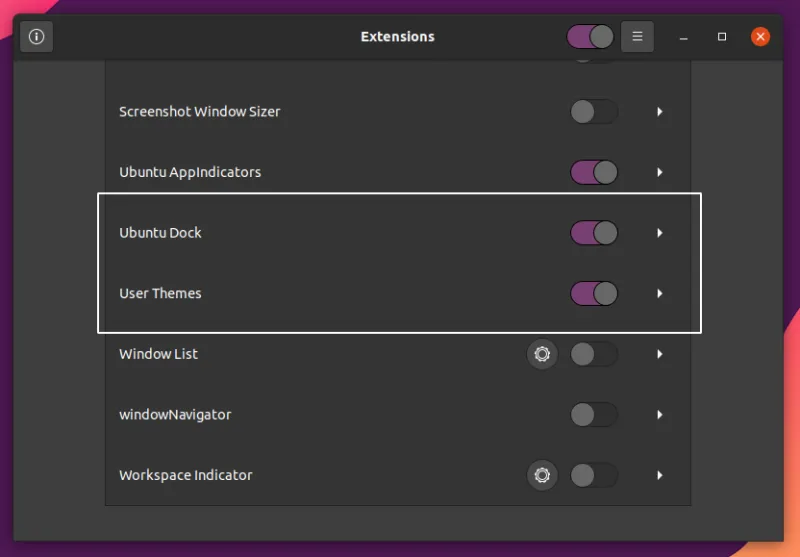 Extensions
Screenshot Window Sizer
Ubuntu AppIndicators
Ubuntu Dock
User Themes
Window List
windowNavigator
Workspace Indicator